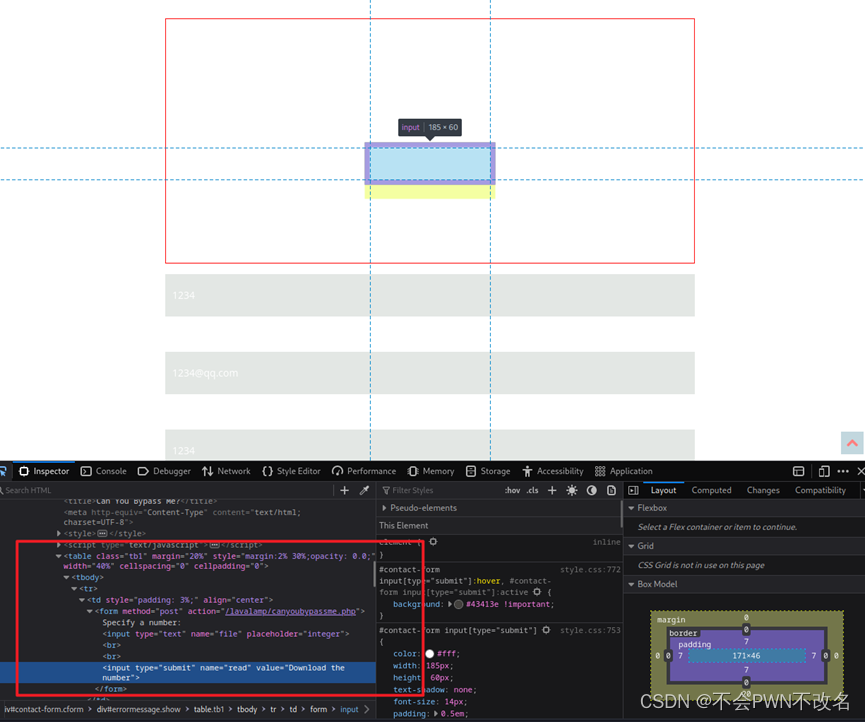 input 185 × 60
1234
1234@qq.com
1234
Inspector Console Debugger Network Style Editor Performance Memory Storage Accessibility Application
Search HTML
<title>Can You Bypass Me?</title>
<meta http-equiv="Content-Type" content="text/html;
charset=UTF-8">
<style> </style>
<script type="text/javascript"> </script>
<table class="tb1" margin="20%" style="margin:2% 30%;opacity: 0.0;"
width="40%" cellspacing="0" cellpadding="0">
<tbody>
<tr>
<td style="padding: 3%;" align="center">
<form method="post" action="/lavalamp/canyoubypassme.php">
Specify a number:
<input type="text" name="file" placeholder="integer">
<br>
<br>
<input type="submit" name="read" value="Download the
number">
</form>
</td>
iv#contact-form.cform > div#errormessage.show > table.tb1 > tbody > tr > td > form > input
Filter Styles :hov .cls
Pseudo-elements
This Element
element { inline
}
#contact-form style.css:772
input[type="submit"]:hover, #contact-
form input[type="submit"]:active {
background: #43413e !important;
}
#contact-form input[type="submit"] style.css:753
{
color: #fff;
width: 185px;
height: 60px;
text-shadow: none;
font-size: 14px;
padding: 0.5em;
Layout Computed Changes Compatibility
Flexbox
Select a Flex container or item to continue.
Grid
CSS Grid is not in use on this page
Box Model
margin 0
border 0
padding 7
0 0 7 171×46 7 0 0
7
0
20
CSDN @不会PWN不改名